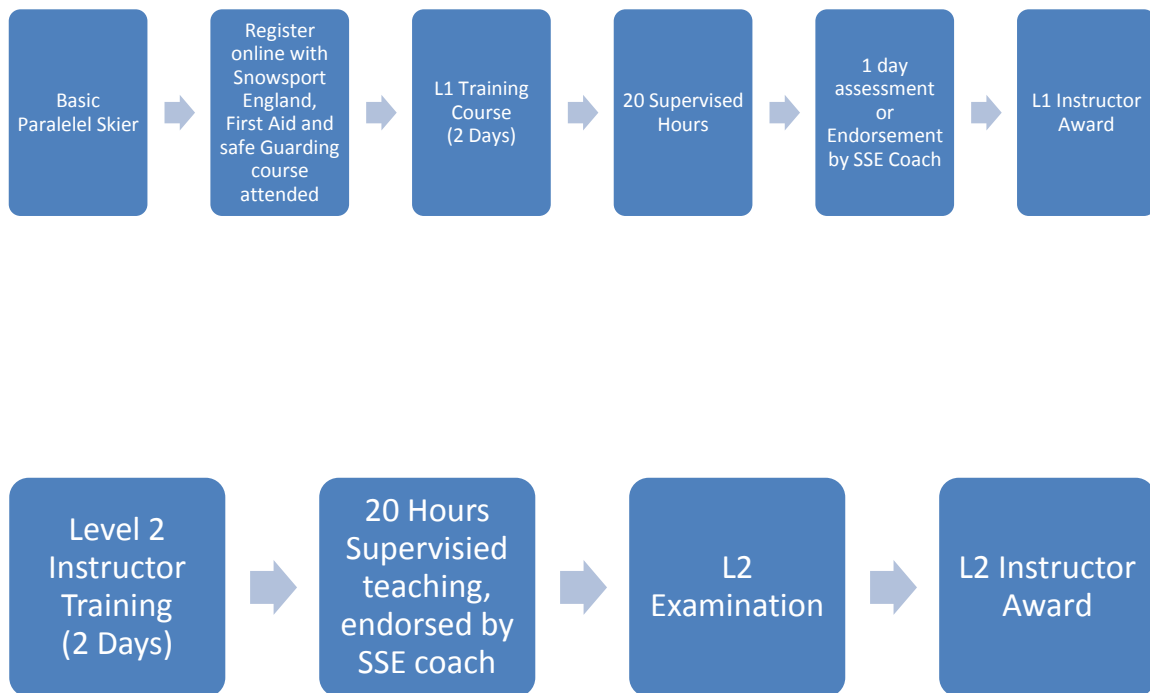 Basic
Paralelel Skier
Register
online with
Snowsport
England,
First Aid and
safe Guarding
course
attended
L1 Training
Course
(2 Days)
20 Supervised
Hours
1 day
assessment
or
Endorsement
by SSE Coach
L1 Instructor
Award
Level 2
Instructor
Training
(2 Days)
20 Hours
Supervisied
teaching,
endorsed by
SSE coach
L2
Examination
L2 Instructor
Award